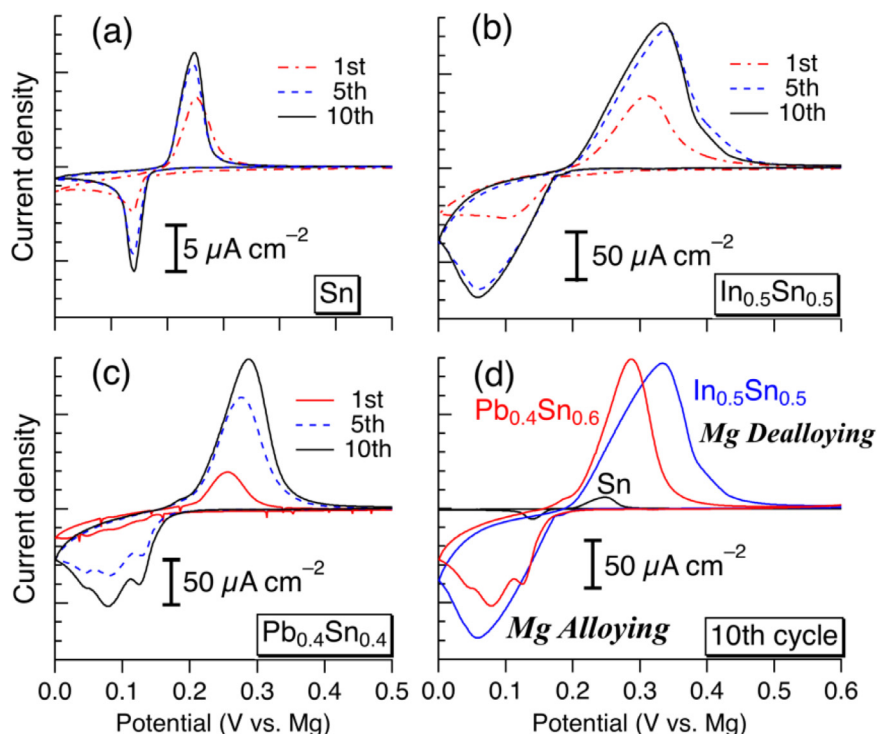 (a)
1st
5th
10th
5 µA cm⁻²
Sn
Current density
(b)
1st
5th
10th
50 µA cm⁻²
In₀.₅Sn₀.₅
(c)
1st
5th
10th
50 µA cm⁻²
Pb₀.₄Sn₀.₄
Current density
0.0 0.1 0.2 0.3 0.4 0.5
Potential (V vs. Mg)
(d)
Pb₀.₄Sn₀.₆
In₀.₅Sn₀.₅
Mg Dealloying
Sn
50 µA cm⁻²
Mg Alloying
10th cycle
0.0 0.1 0.2 0.3 0.4 0.5 0.6
Potential (V vs. Mg)